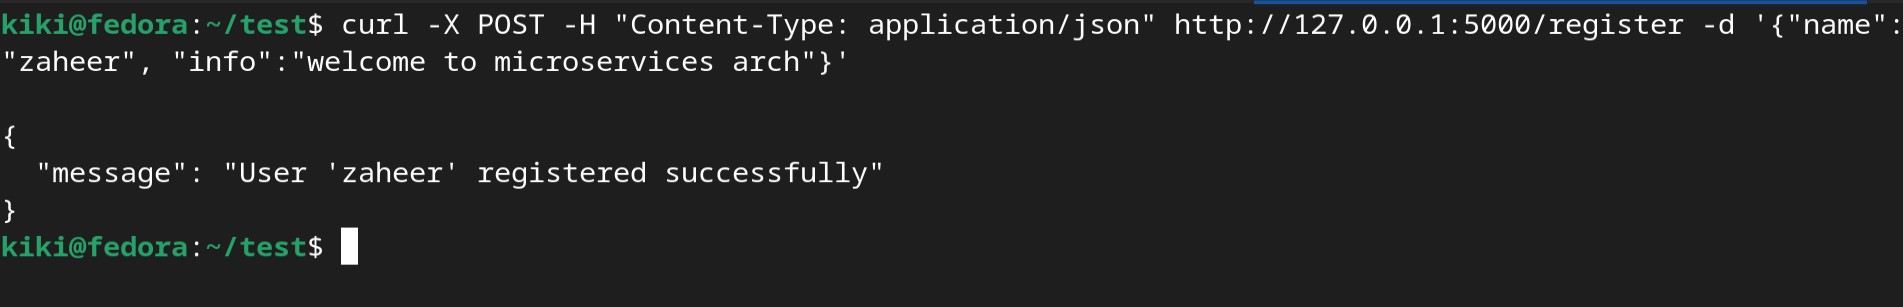 kiki@fedora:~/test$ curl -X POST -H "Content-Type: application/json" http://127.0.0.1:5000/register -d '{"name":
"zaheer", "info":"welcome to microservices arch"}'
{
  "message": "User 'zaheer' registered successfully"
}
kiki@fedora:~/test$